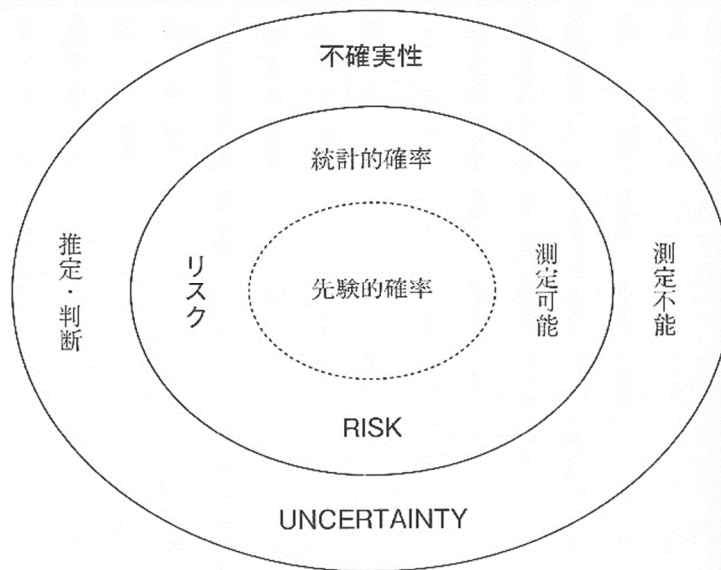 不確実性
統計的確率
推定・判断
リスク
先験的確率
測定可能
測定不能
RISK
UNCERTAINTY